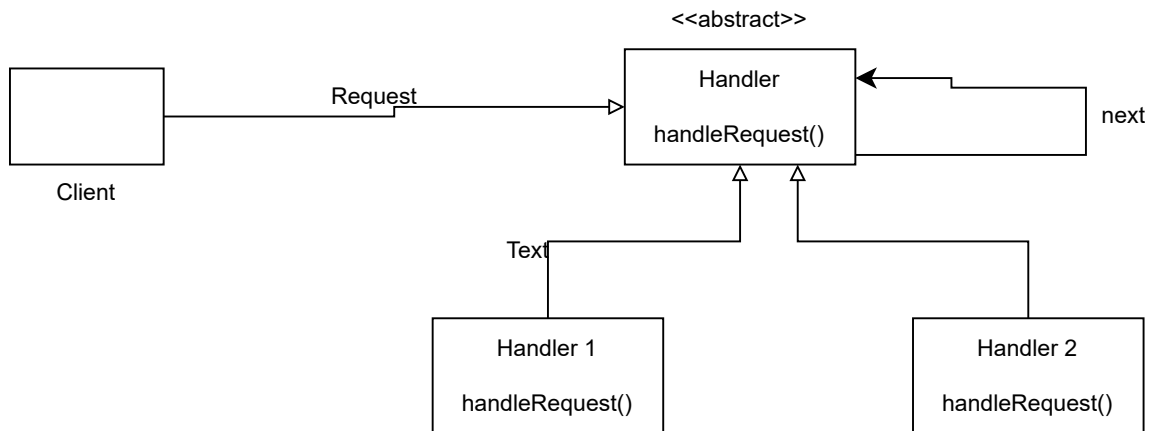 <<abstract>>
Handler
Request
next
handleRequest()
Client
Text
Handler 1
Handler 2
handleRequest()
handleRequest()